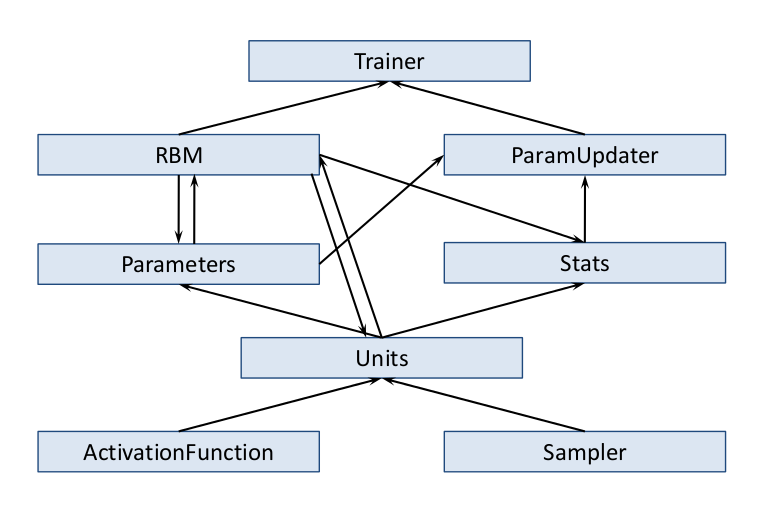 Trainer
RBM
ParamUpdater
Parameters
Stats
Units
ActivationFunction
Sampler